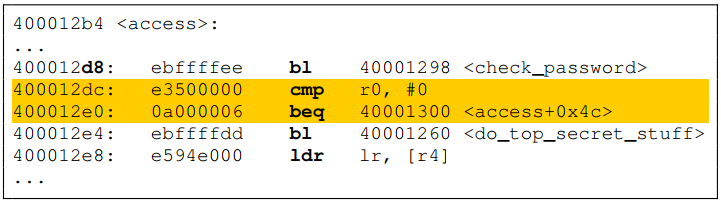 400012b4 <access>:
...
400012d8: ebffffee bl 40001298 <check_password>
400012dc: e3500000 cmp r0, #0
400012e0: 0a000006 beq 40001300 <access+0x4c>
400012e4: ebffffdd bl 40001260 <do_top_secret_stuff>
400012e8: e594e000 ldr lr, [r4]
...